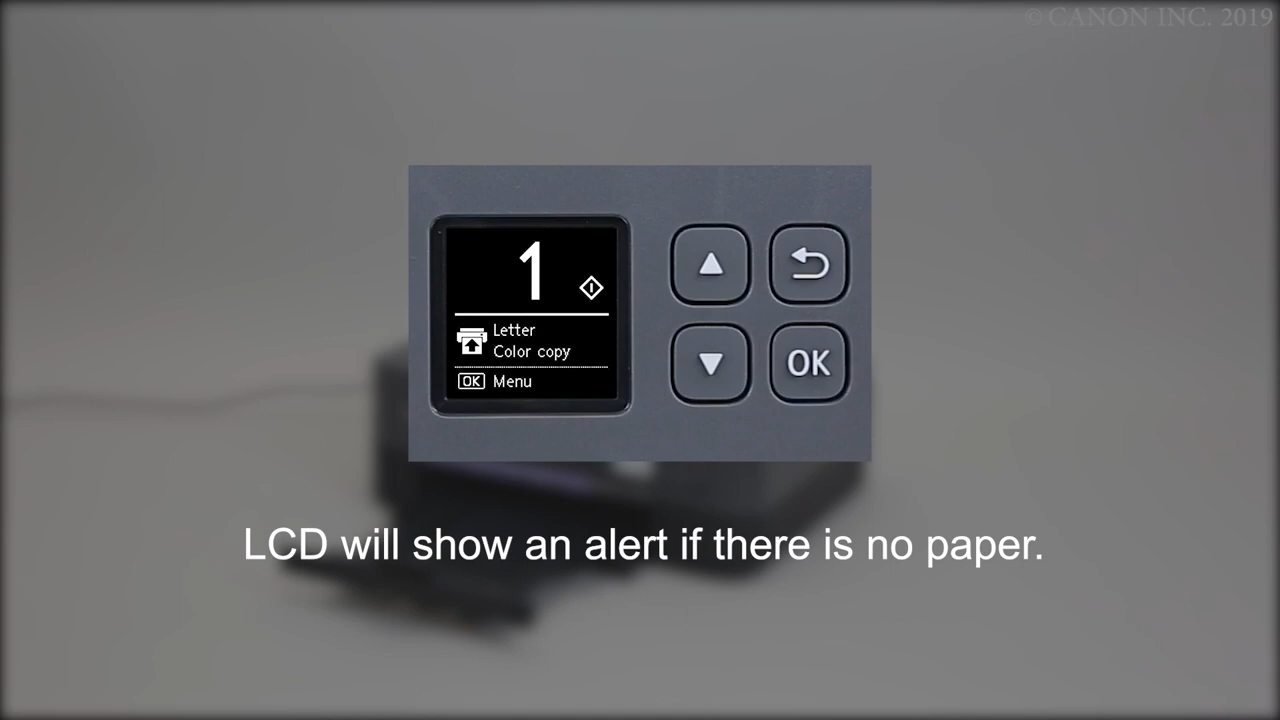 © CANON INC. 2019
1
Letter
Color copy
OK Menu
OK
LCD will show an alert if there is no paper.